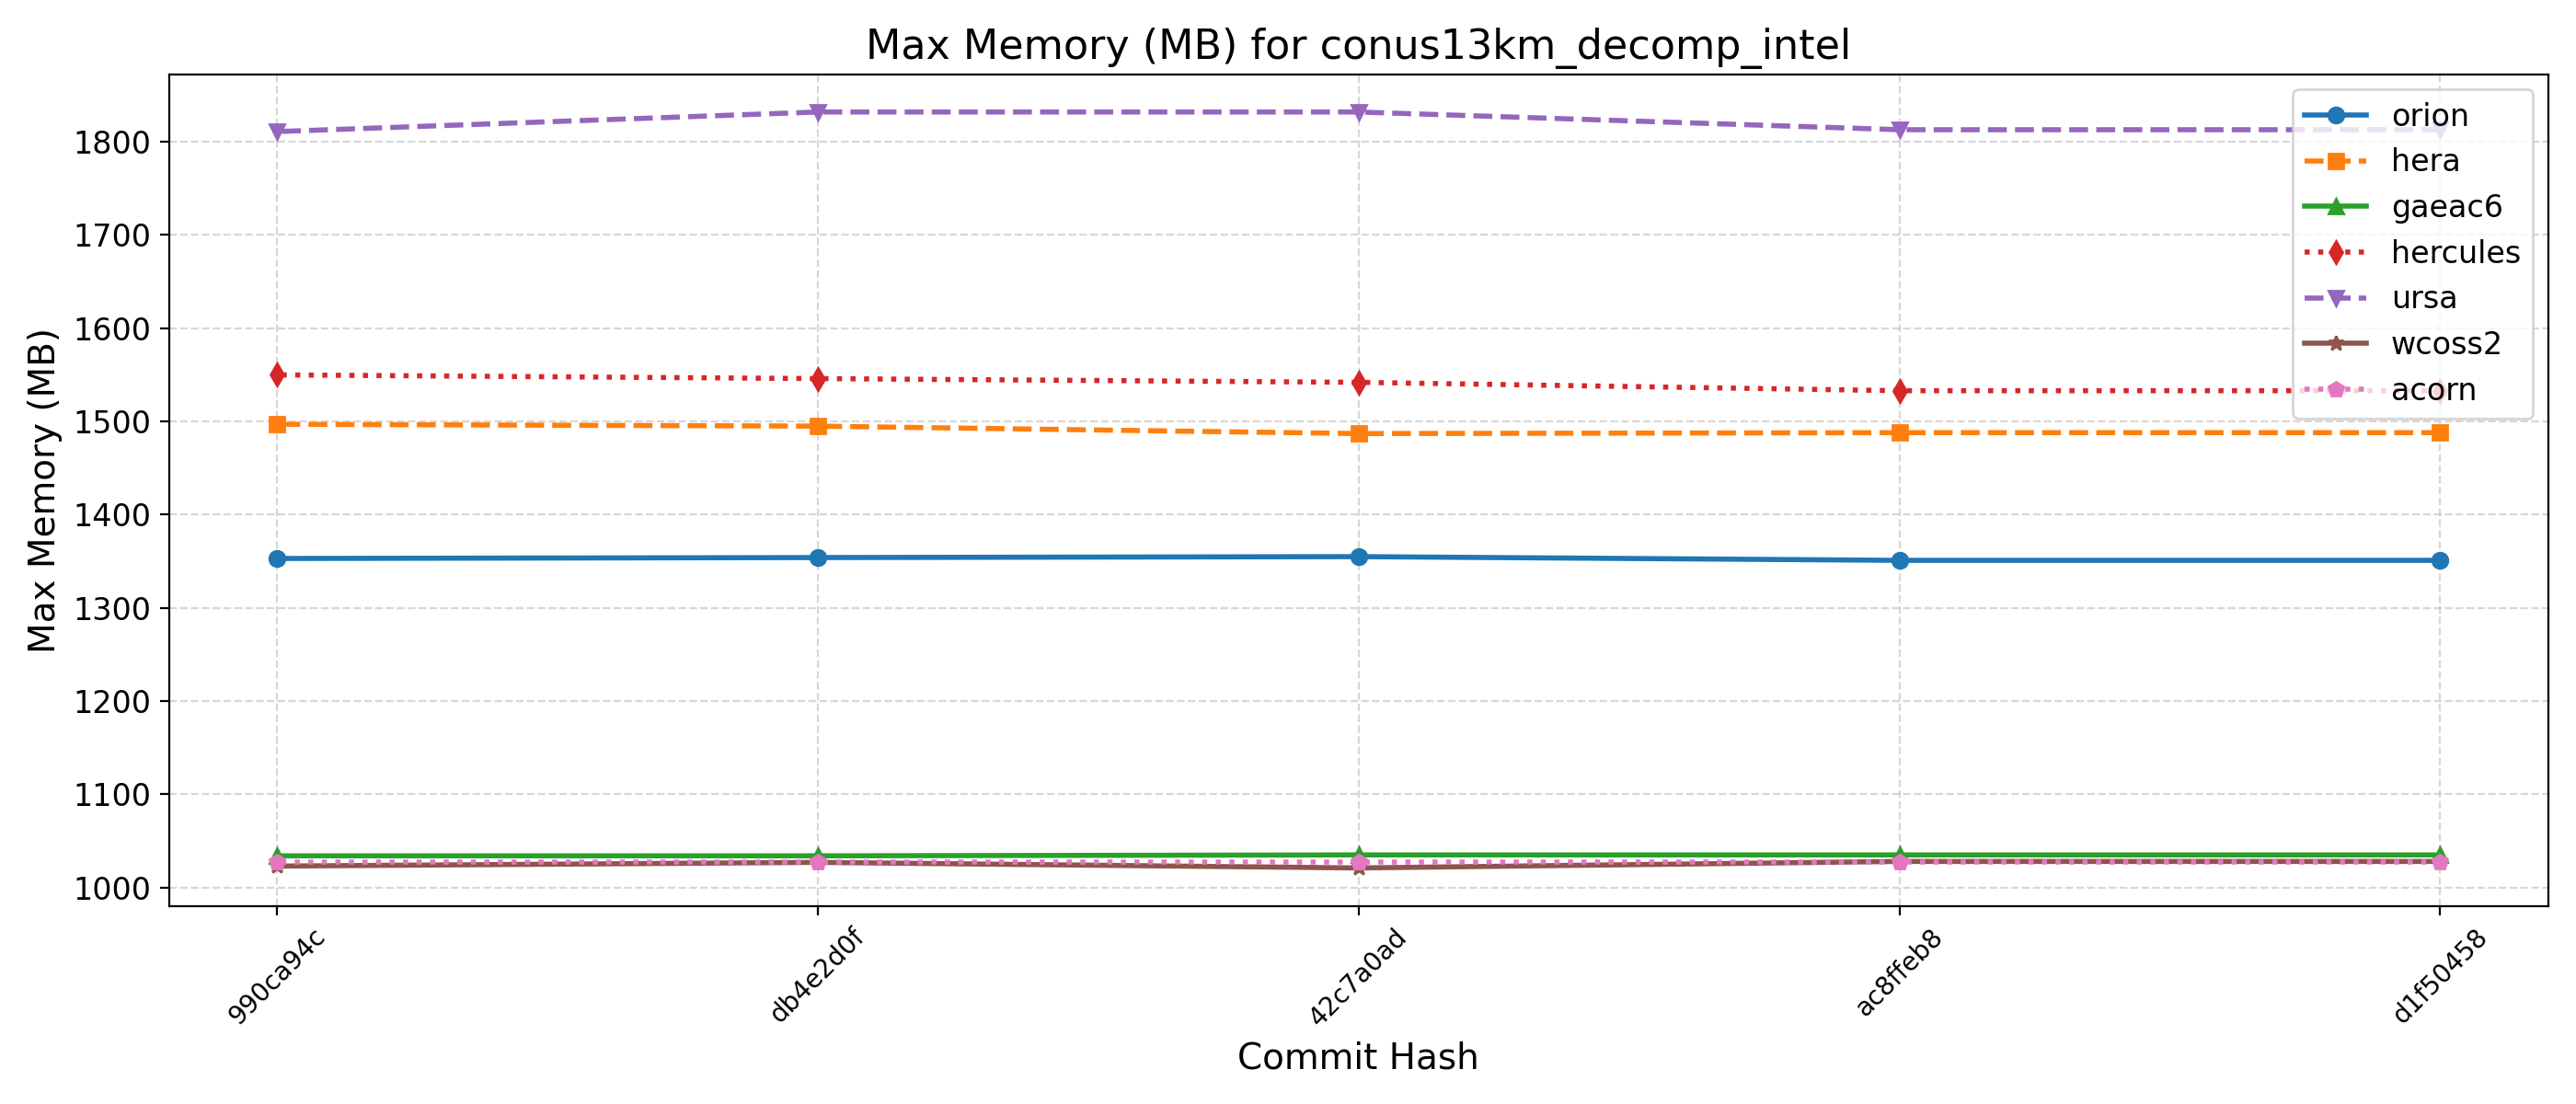 Max Memory (MB) for conus13km_decomp_intel
Max Memory (MB)
1800
1700
1600
1500
1400
1300
1200
1100
1000
orion
hera
gaeac6
hercules
ursa
wcoss2
acorn
990ca94c
db4e2d0f
42c7a0ad
ac8ffeb8
d1f50458
Commit Hash